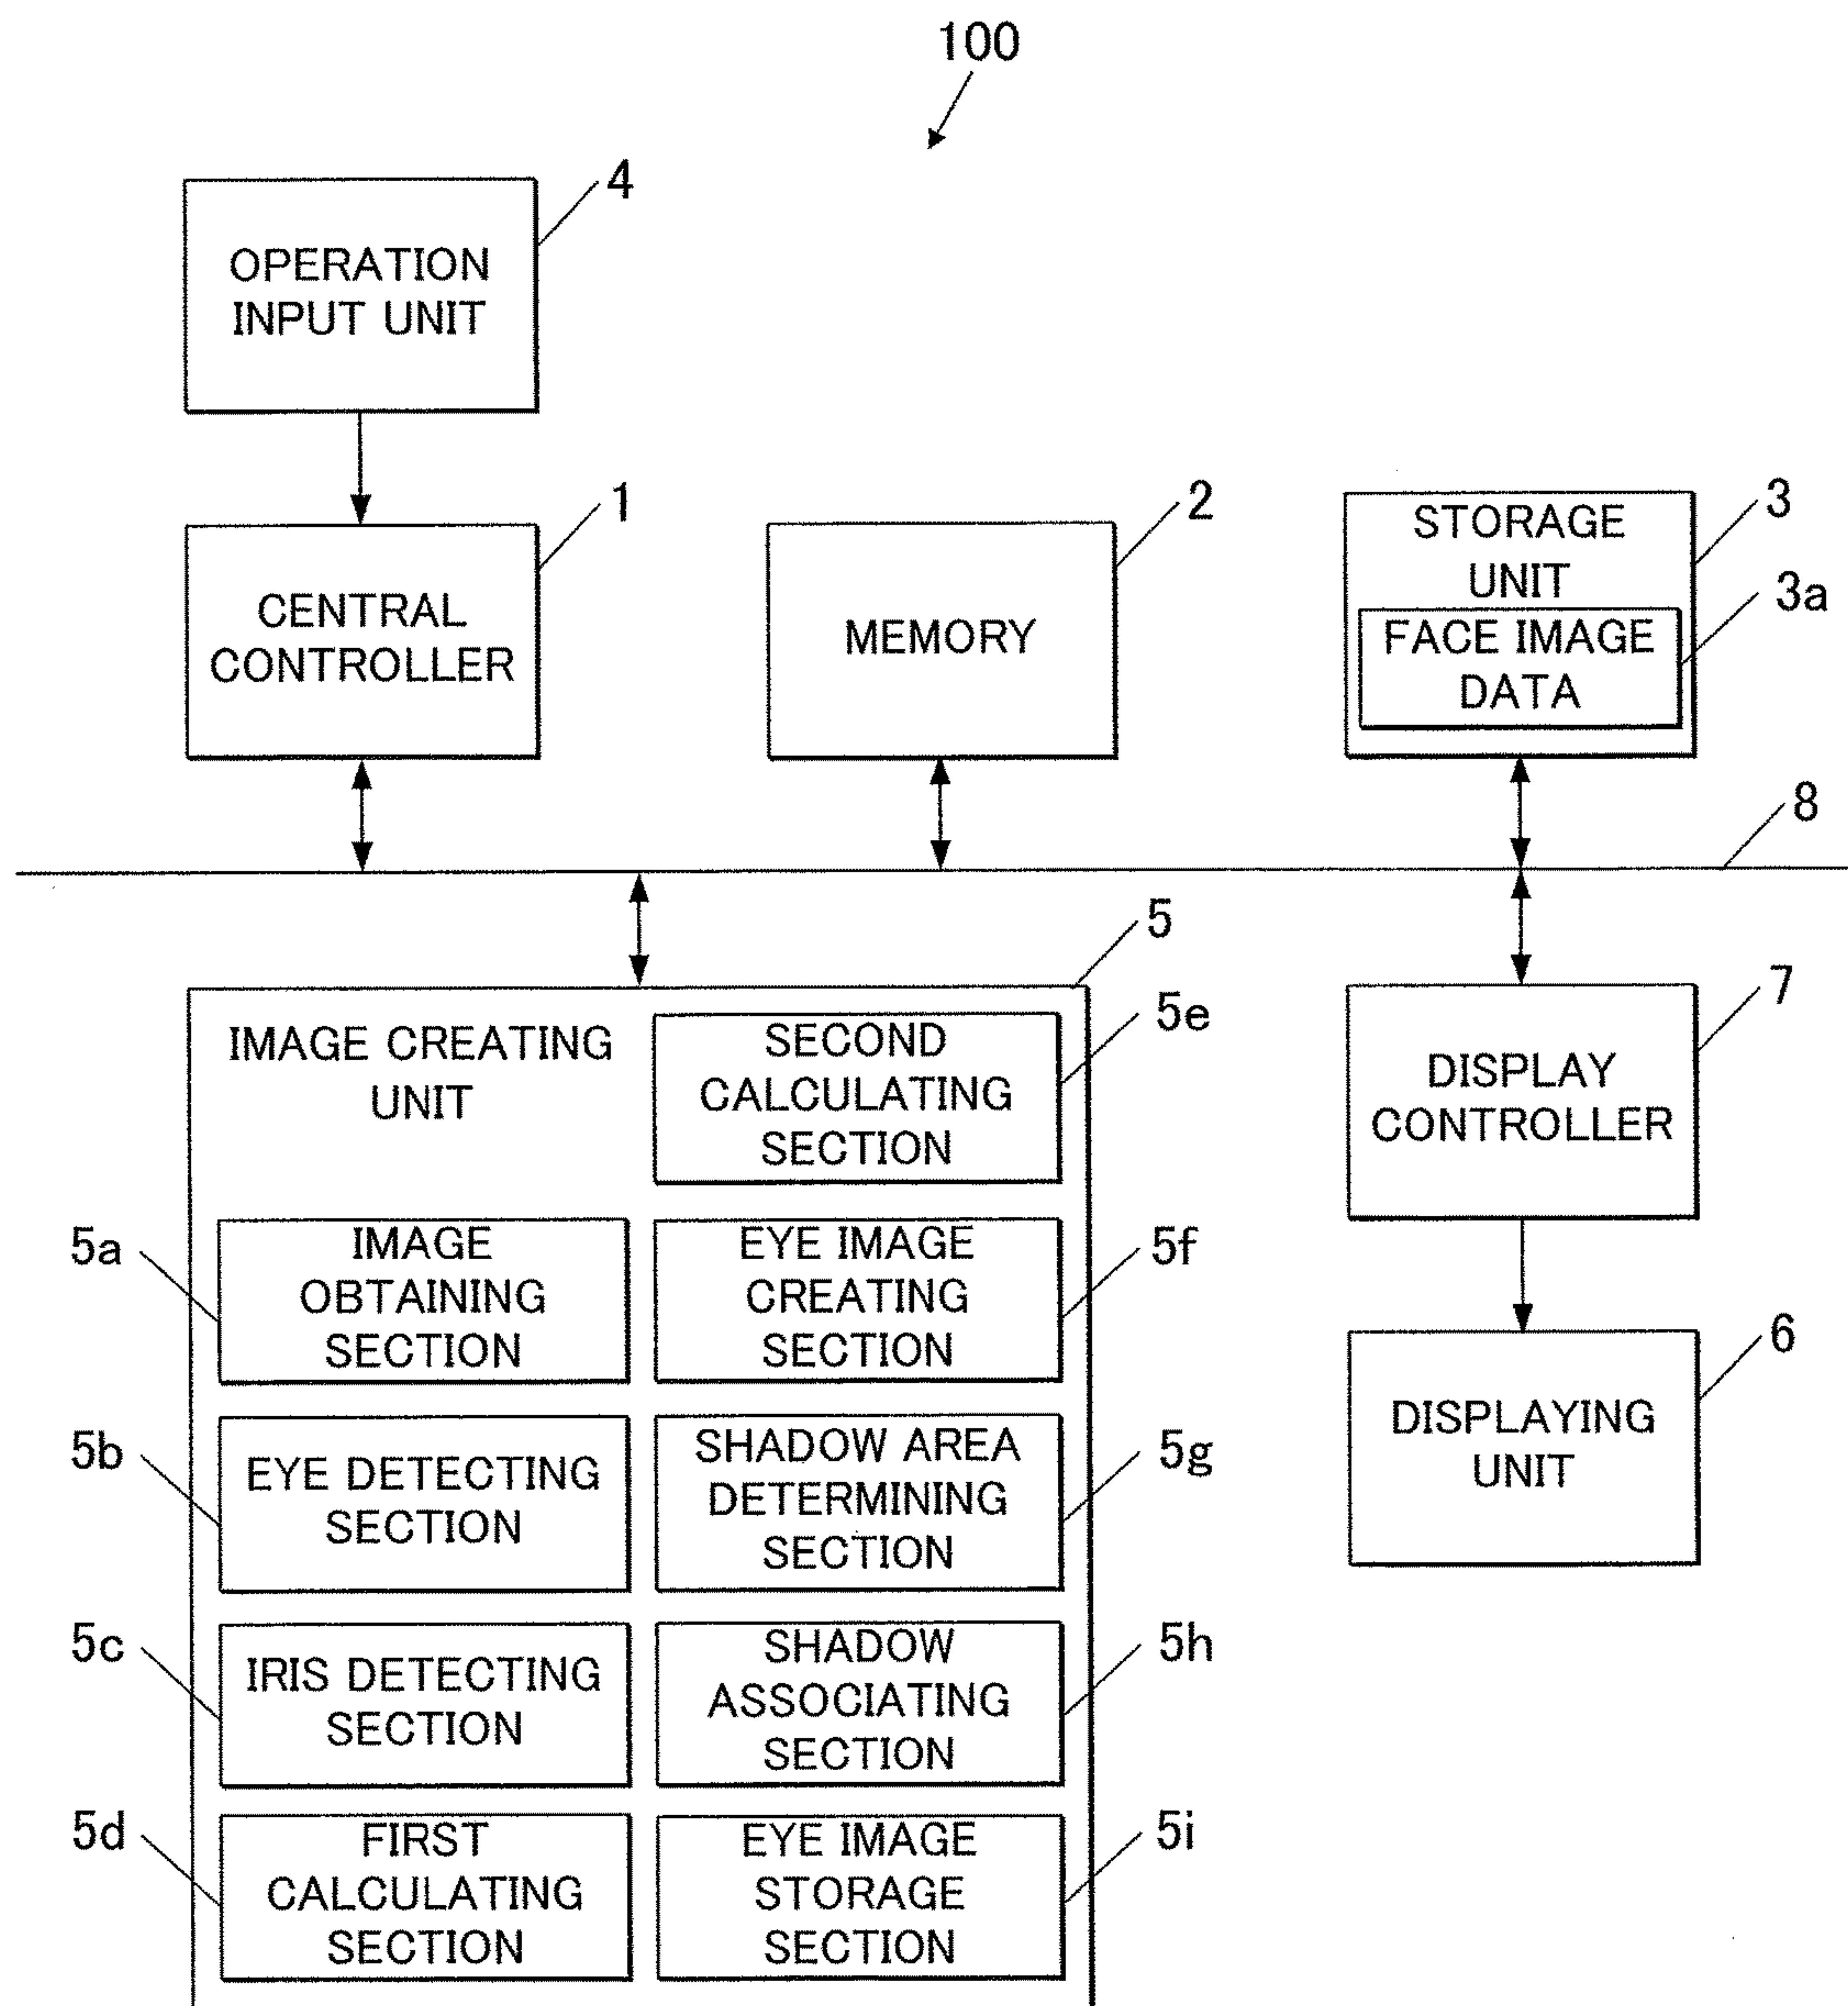 100
4
OPERATION
INPUT UNIT
1
CENTRAL
CONTROLLER
2
MEMORY
3
STORAGE
UNIT
3a
FACE IMAGE
DATA
8
5
IMAGE CREATING
UNIT
5e
SECOND
CALCULATING
SECTION
7
DISPLAY
CONTROLLER
5a
IMAGE
OBTAINING
SECTION
5f
EYE IMAGE
CREATING
SECTION
6
DISPLAYING
UNIT
5b
EYE DETECTING
SECTION
5g
SHADOW AREA
DETERMINING
SECTION
5c
IRIS DETECTING
SECTION
5h
SHADOW
ASSOCIATING
SECTION
5d
FIRST
CALCULATING
SECTION
5i
EYE IMAGE
STORAGE
SECTION